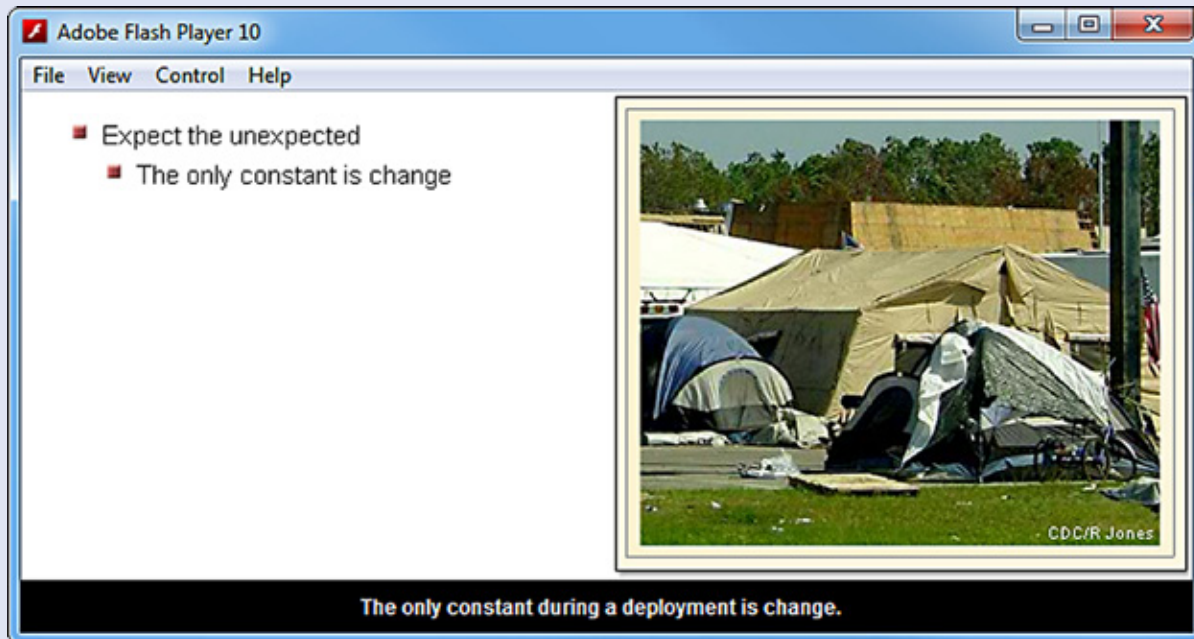 Adobe Flash Player 10
File View Control Help
Expect the unexpected
The only constant is change
CDC/R Jones
The only constant during a deployment is change.